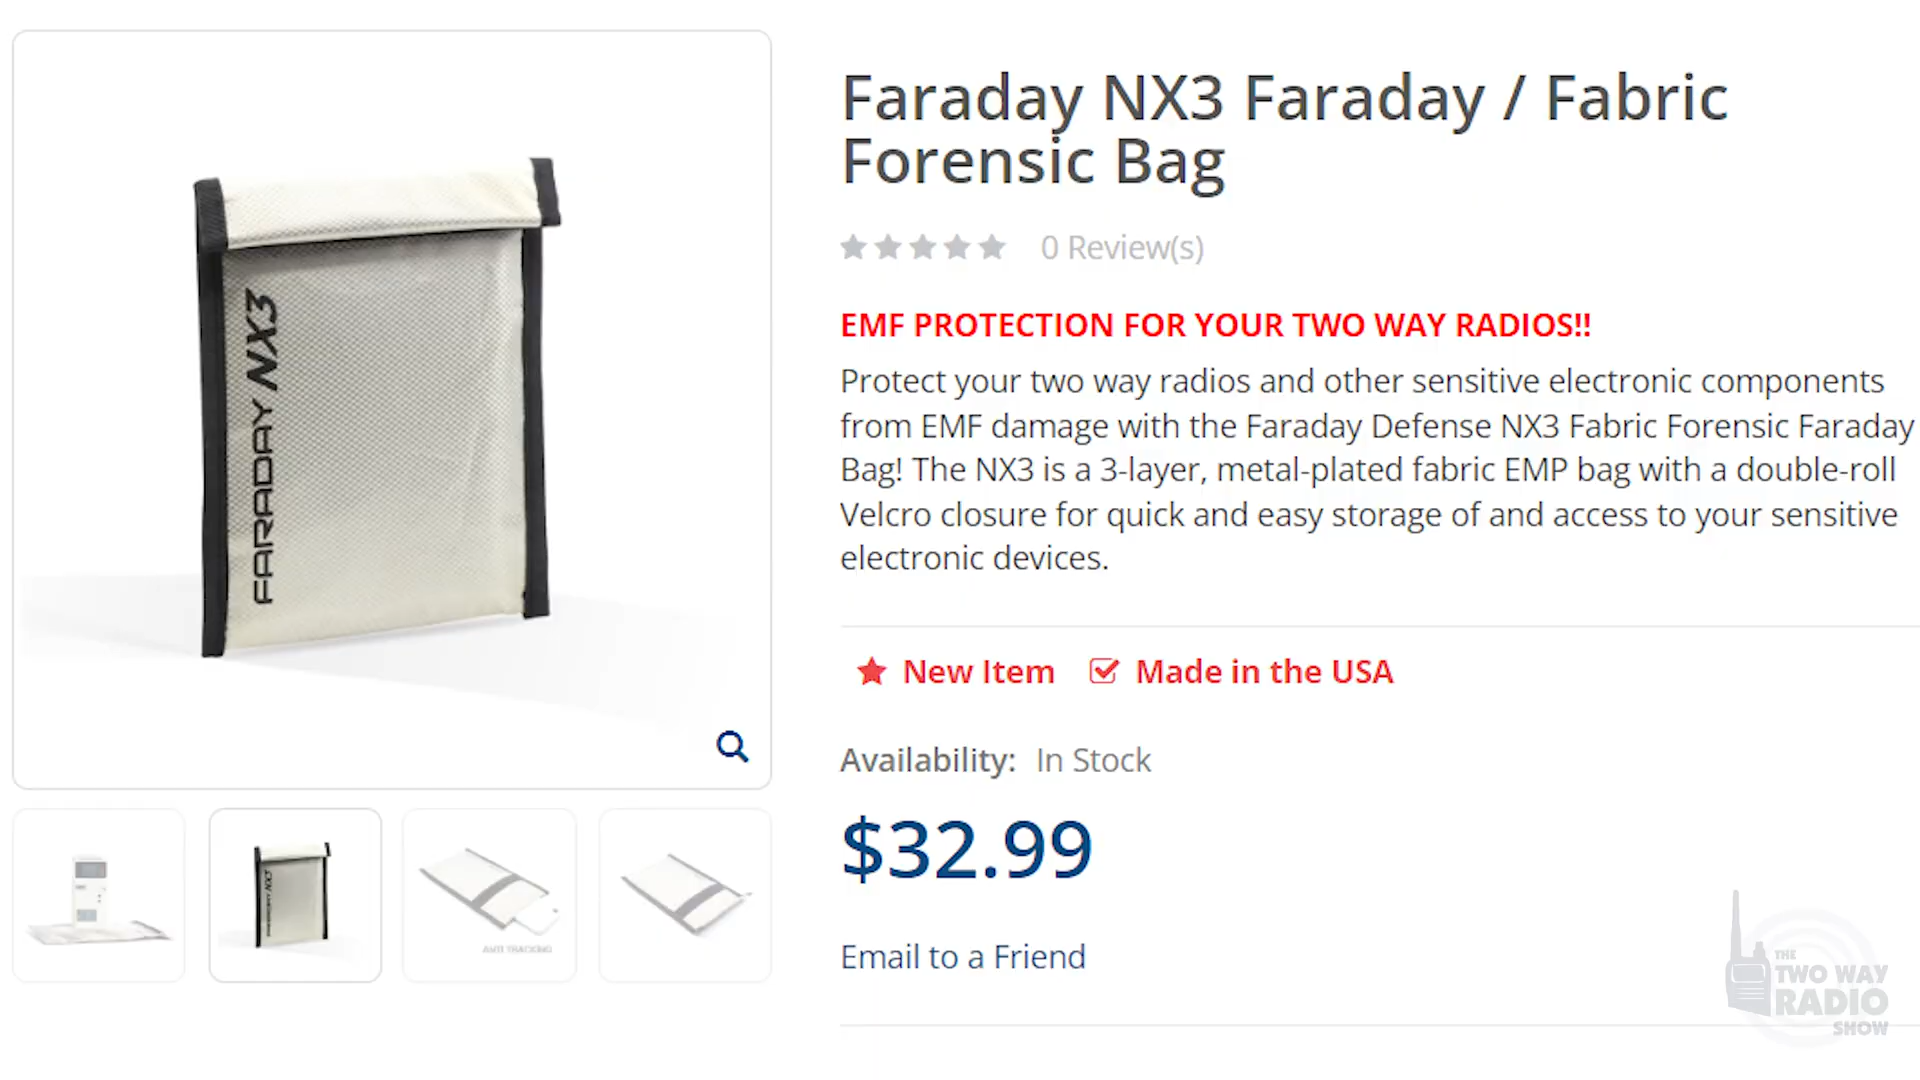 Faraday NX3 Faraday / Fabric
Forensic Bag
0 Review(s)
EMF PROTECTION FOR YOUR TWO WAY RADIOS!!
Protect your two way radios and other sensitive electronic components
from EMF damage with the Faraday Defense NX3 Fabric Forensic Faraday
Bag! The NX3 is a 3-layer, metal-plated fabric EMP bag with a double-roll
Velcro closure for quick and easy storage of and access to your sensitive
electronic devices.
New Item
Made in the USA
Availability: In Stock
$32.99
Email to a Friend
FARADAY NX3
FARADAY NX3
ANTI TRACKING
THE
TWO WAY
RADIO
SHOW